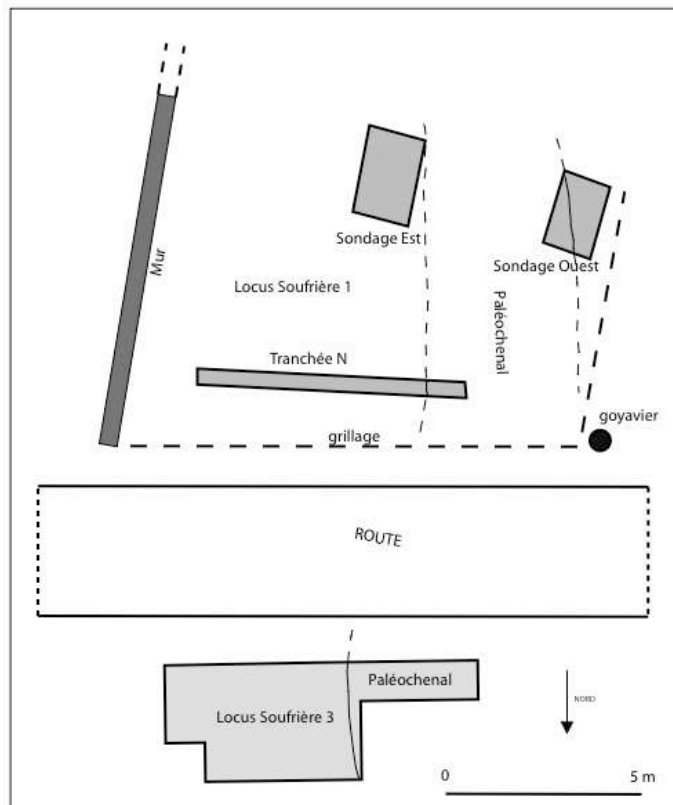 Mur
Sondage Est
Sondage Ouest
Locus Soufrière 1
Paléochenal
Tranchée N
goyavier
grillage
ROUTE
Paléochenal
Locus Soufrière 3
NORD
0 5 m